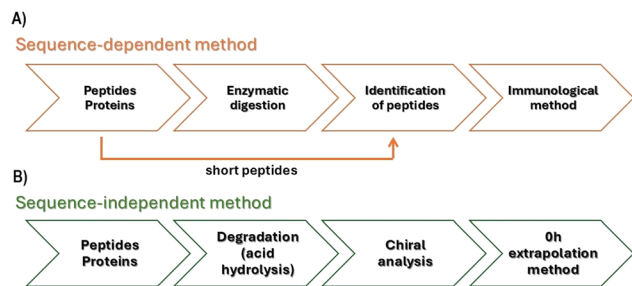 A)
Sequence-dependent method
Peptides
Proteins
Enzymatic
digestion
Identification
of peptides
Immunological
method
short peptides
B)
Sequence-independent method
Peptides
Proteins
Degradation
(acid
hydrolysis)
Chiral
analysis
0h
extrapolation
method